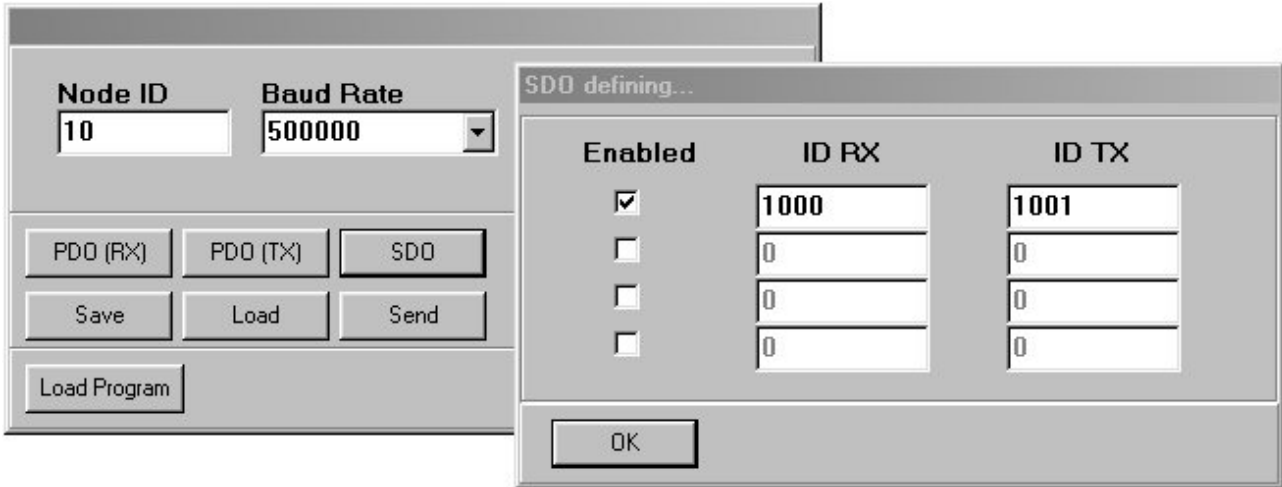 Node ID
Baud Rate
10
500000
PDO (RX)
PDO (TX)
SDO
Save
Load
Send
Load Program
SDO defining...
Enabled
ID RX
ID TX
1000
1001
0
0
0
0
0
0
OK